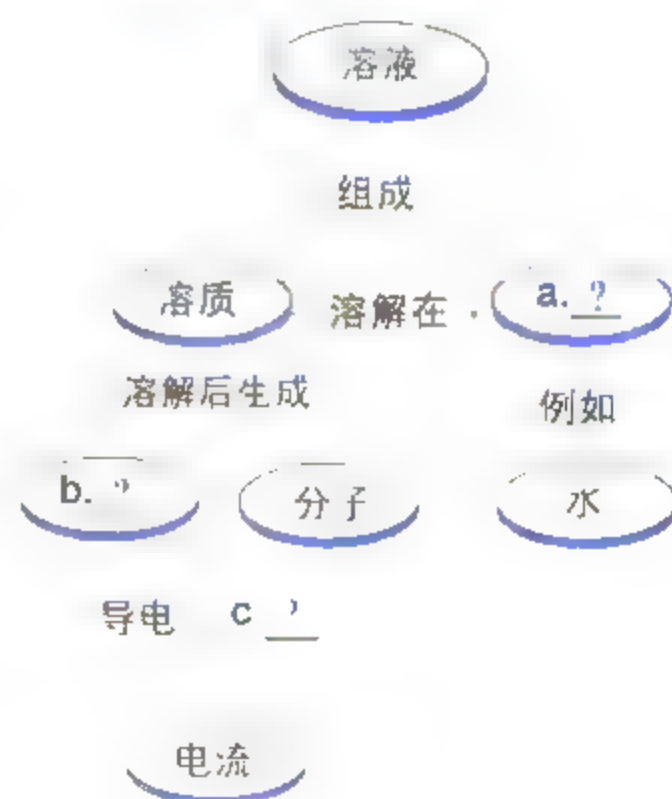 溶液
组成
溶质 溶解在 a. ?
溶解后生成 例如
b. ? 分子 水
导电 c ?
电流